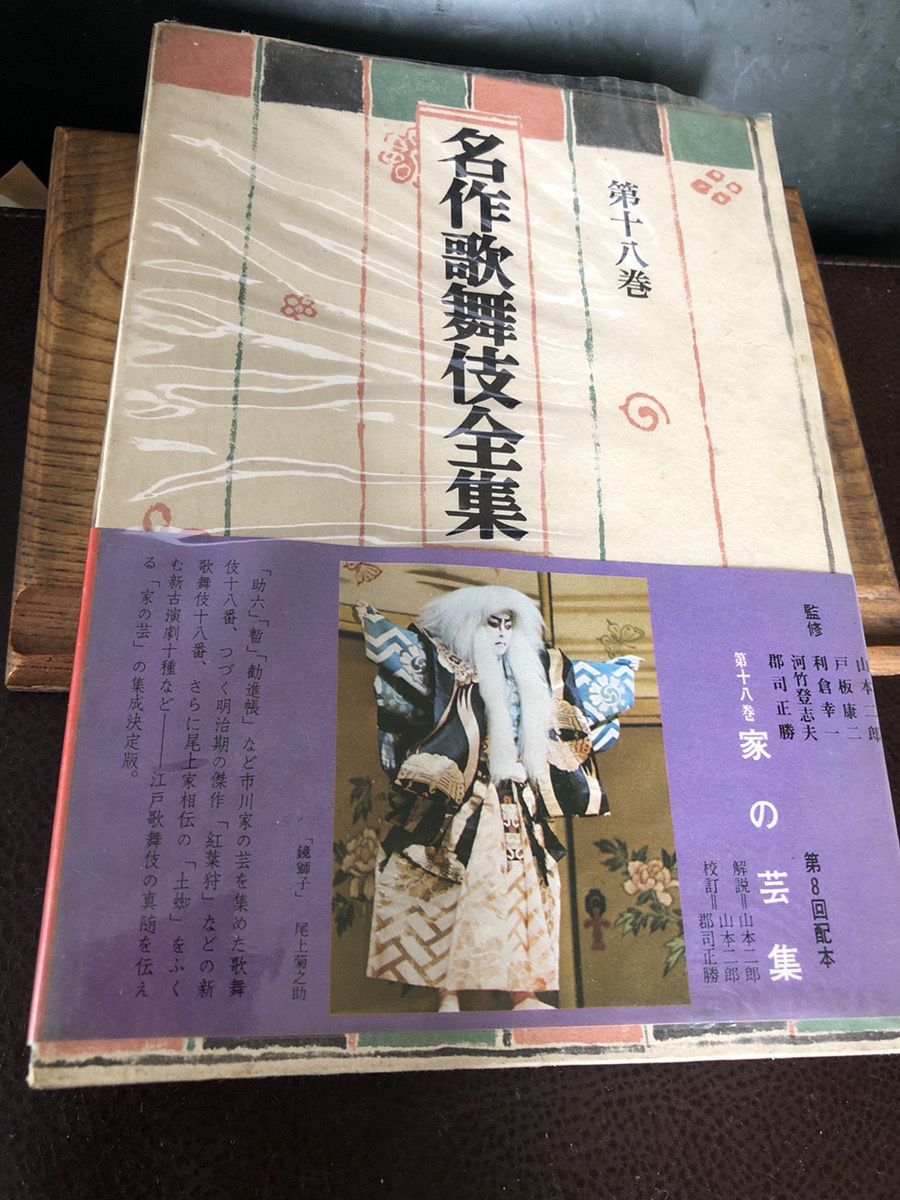 第十八巻
名作歌舞伎全集
監修
山本二郎
戸板康二
利倉幸一
河竹登志夫
郡司正勝
第十八巻
家の芸集
第8回配本
解説=山本二郎
山本二郎
校訂=郡司正勝
「鏡獅子」 尾上菊之助
「助六」「暫」「勧進帳」など市川家の芸を集めた歌舞
伎十八番、つづく明治期の傑作「紅葉狩」などの新
歌舞伎十八番、さらに尾上家相伝の「土蜘」をふく
む新古演劇十種など──江戸歌舞伎の真随を伝え
る「家の芸」の集成決定版。